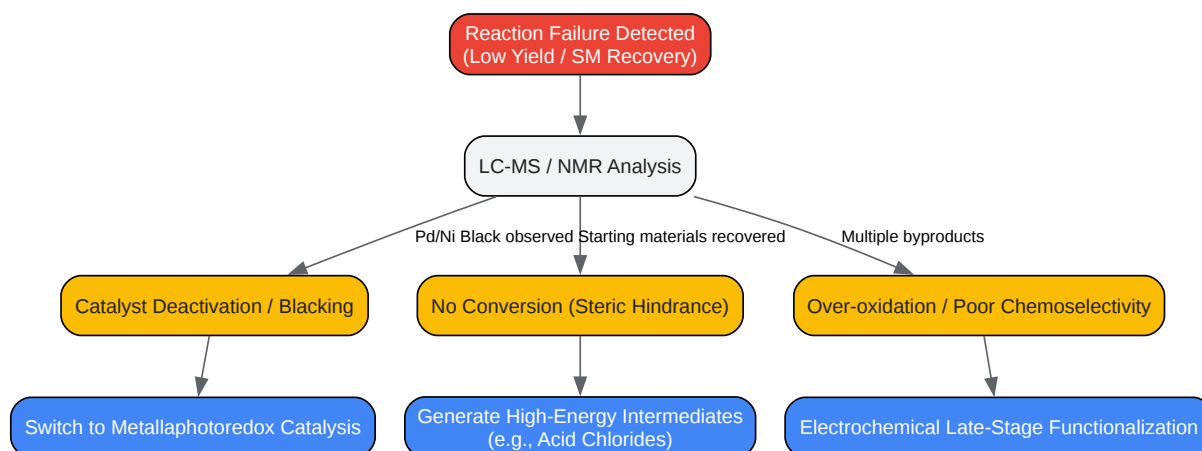 Reaction Failure Detected
(Low Yield / SM Recovery)
LC-MS / NMR Analysis
Pd/Ni Black observed
Starting materials recovered
Multiple byproducts
Catalyst Deactivation / Blacking
No Conversion (Steric Hindrance)
Over-oxidation / Poor Chemoselectivity
Switch to Metallaphotoredox Catalysis
Generate High-Energy Intermediates
(e.g., Acid Chlorides)
Electrochemical Late-Stage Functionalization